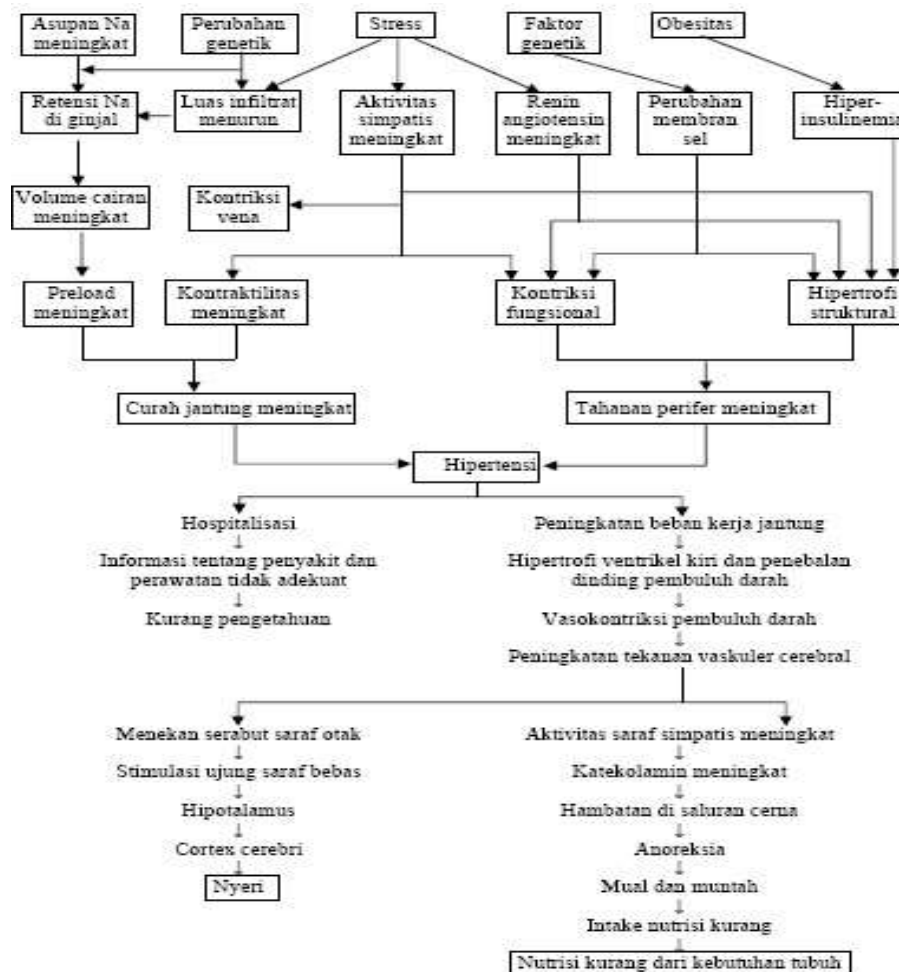 Asupan Na
meningkat
Perubahan
genetik
Stress
Faktor
genetik
Obesitas
Retensi Na
di ginjal
Luas infiltrat
menurun
Aktivitas
simpatis
meningkat
Renin
angiotensin
meningkat
Perubahan
membran
sel
Hiper-
insulinemia
Volume cairan
meningkat
Kontriksi
vena
Preload
meningkat
Kontraktilitas
meningkat
Kontriksi
fungsional
Hipertrofi
struktural
Curah jantung meningkat
Tahanan perifer meningkat
Hipertensi
Hospitalisasi
Informasi tentang penyakit dan
perawatan tidak adekuat
Kurang pengetahuan
Peningkatan beban kerja jantung
Hipertrofi ventrikel kiri dan penebalan
dinding pembuluh darah
Vasokontriksi pembuluh darah
Peningkatan tekanan vaskuler cerebral
Menekan serabut saraf otak
Stimulasi ujung saraf bebas
Hipotalamus
Cortex cerebri
Nyeri
Aktivitas saraf simpatis meningkat
Katekolamin meningkat
Hambatan di saluran cerna
Anoreksia
Mual dan muntah
Intake nutrisi kurang
Nutrisi kurang dari kebutuhan tubuh